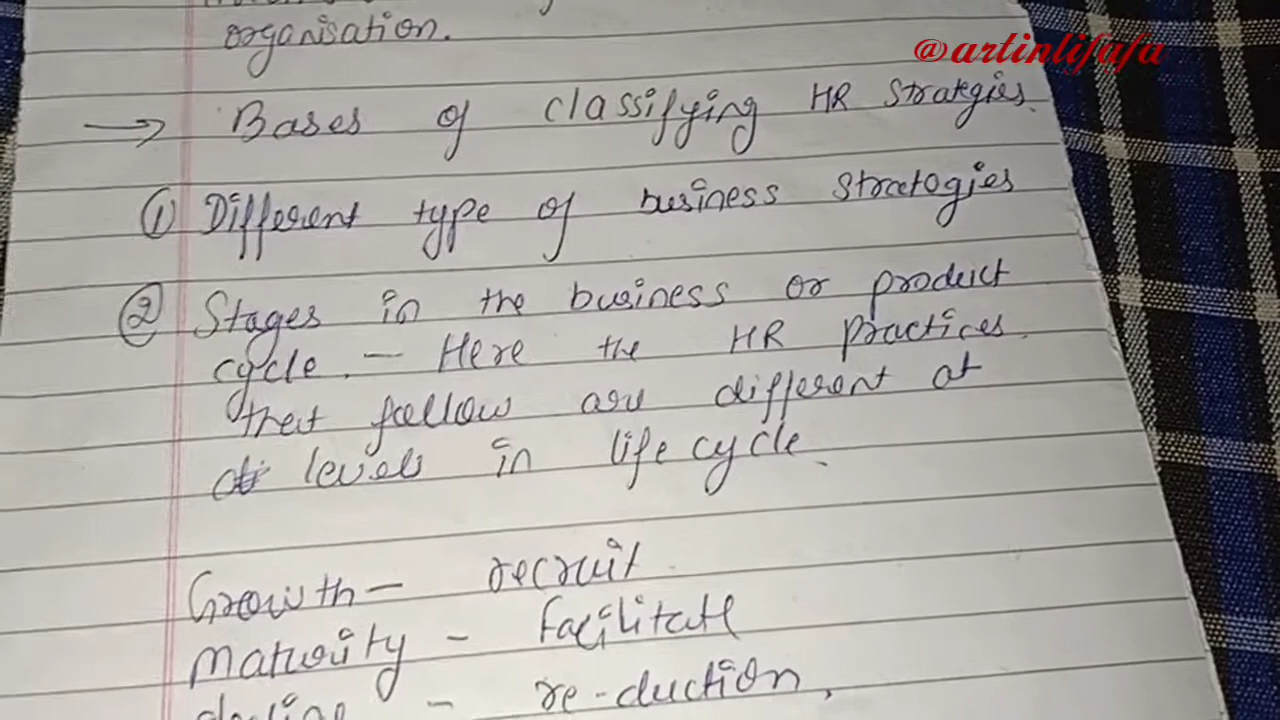 organisation.
@artinlifafa
→ Bases of classifying HR Strategies.
① Different type of business strategies
② Stages in the business or product
cycle. - Here the HR practices
that follow are different at
levels in life cycle.
Growth - recruit
maturity - facilitate
decline - re-duction,